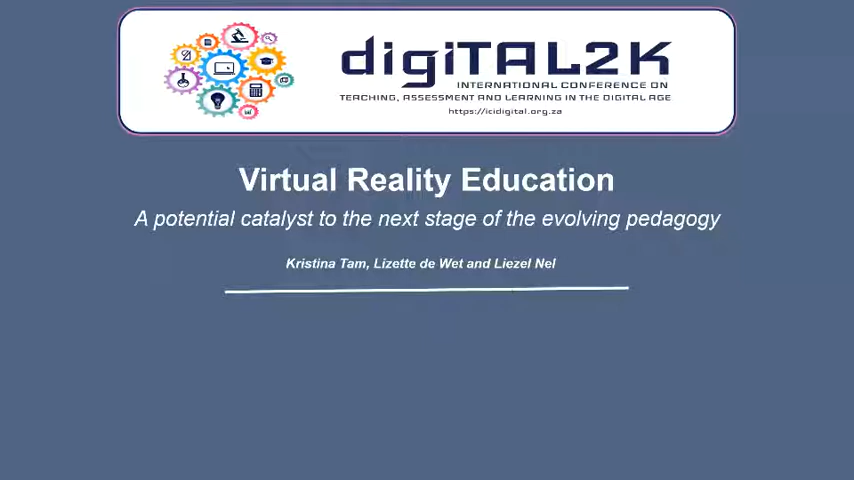 digiTAL2K
INTERNATIONAL CONFERENCE ON
TEACHING, ASSESSMENT AND LEARNING IN THE DIGITAL AGE
https://icidigital.org.za
Virtual Reality Education
A potential catalyst to the next stage of the evolving pedagogy
Kristina Tam, Lizette de Wet and Liezel Nel